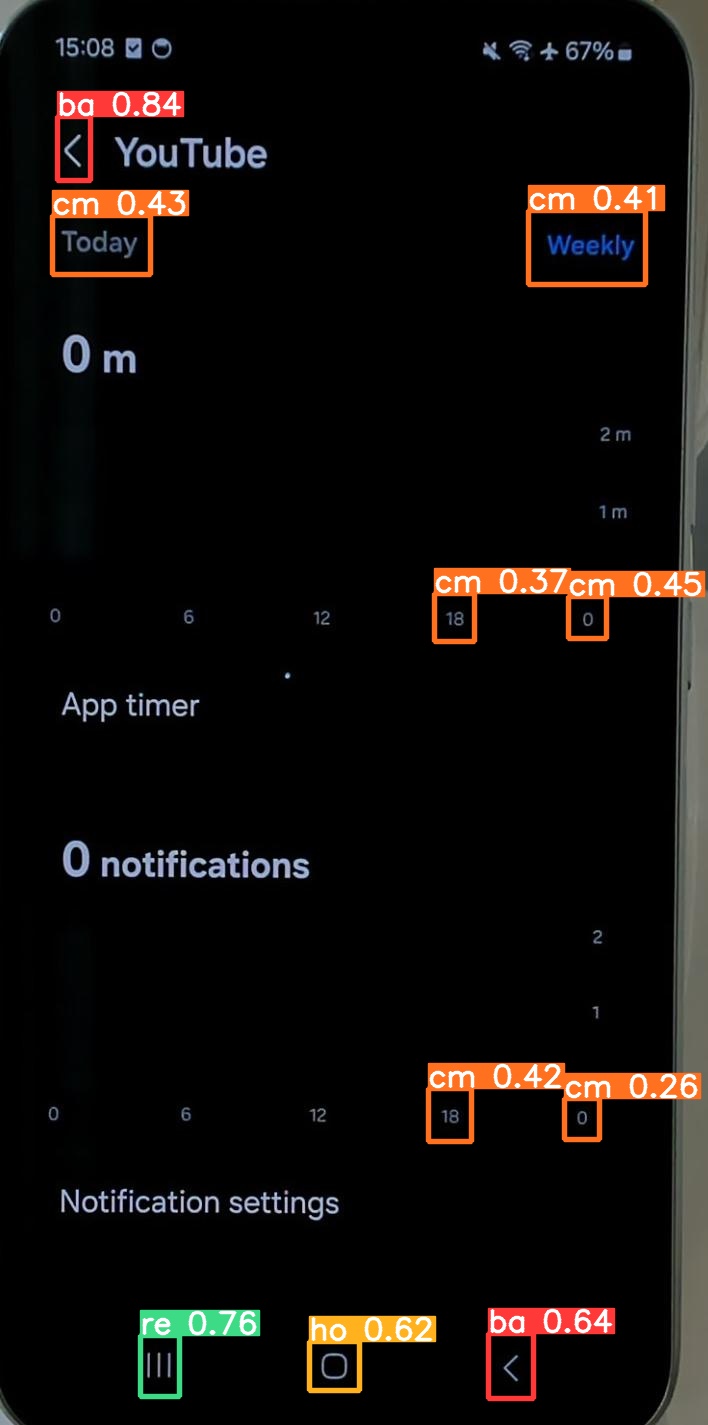 15:08 67%
ba 0.84
YouTube
cm 0.43 cm 0.41
Today Weekly
0 m
2 m
1 m
cm 0.37 cm 0.45
0 6 12 18 0
App timer
0 notifications
2
1
cm 0.42 cm 0.26
0 6 12 18 0
Notification settings
re 0.76 ho 0.62 ba 0.64